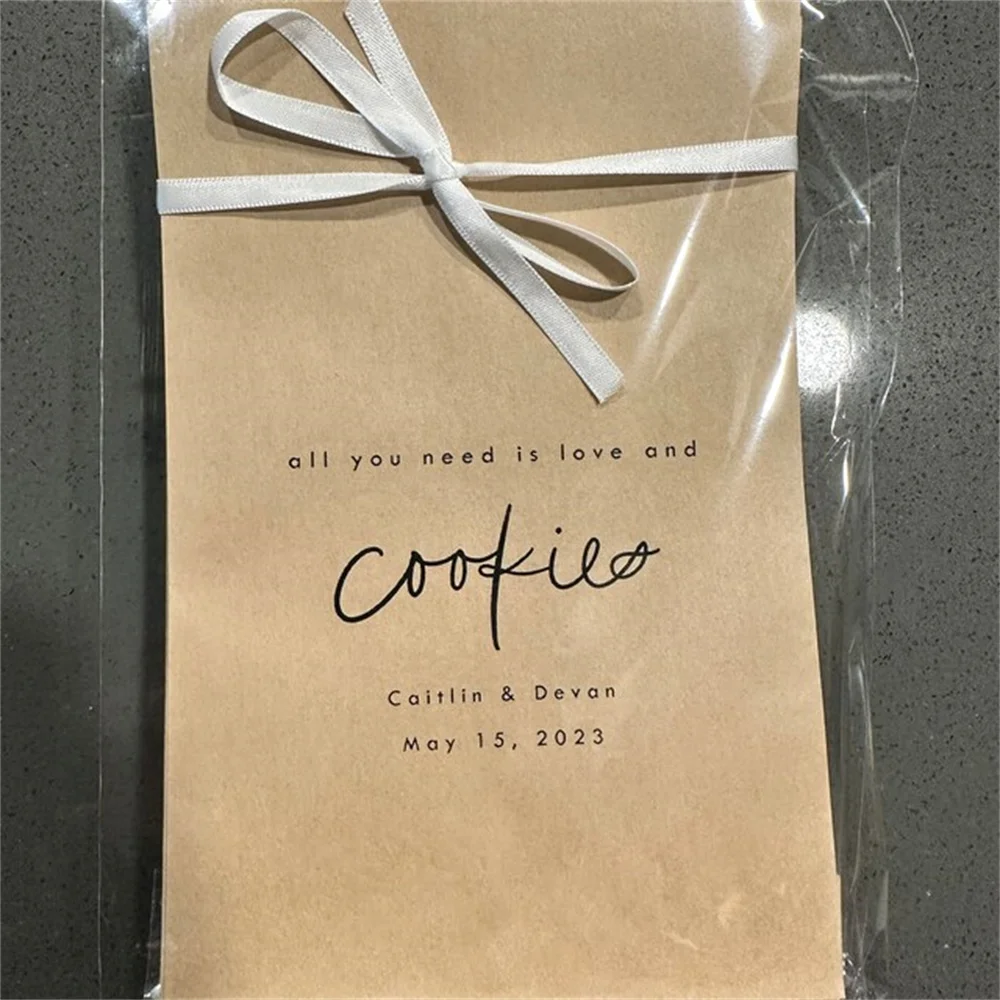 all you need is love and
cookies
Caitlin & Devan
May 15, 2023